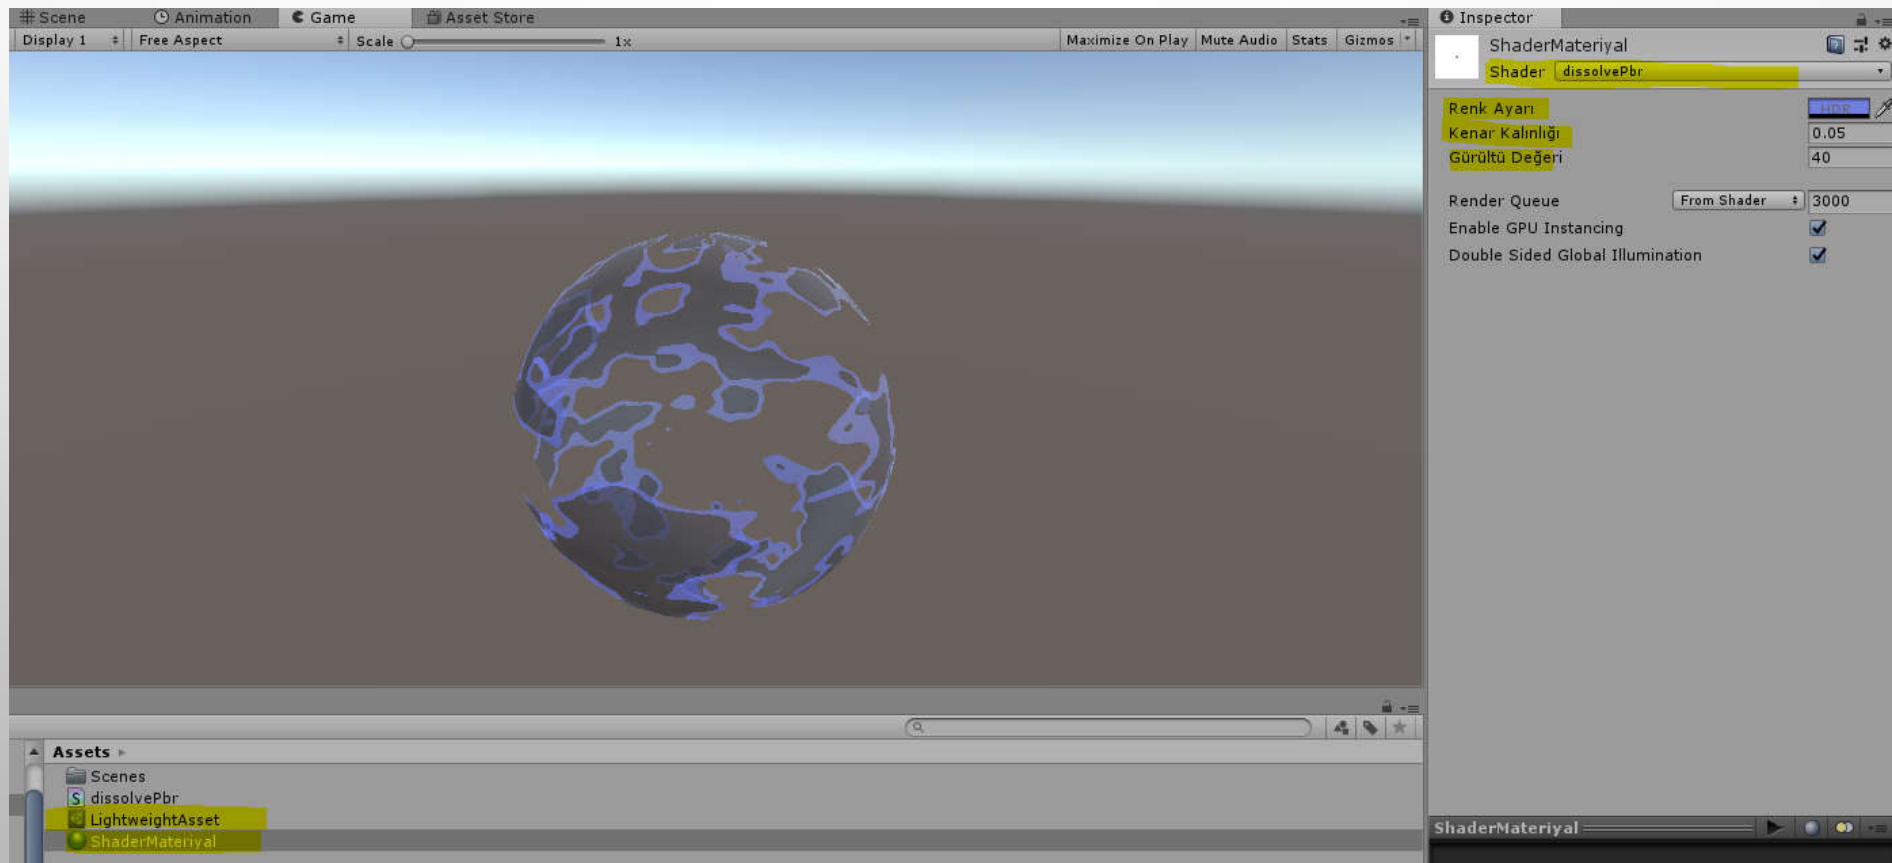 Scene Animation Game Asset Store
Display 1 Free Aspect Scale 1x Maximize On Play Mute Audio Stats Gizmos
Assets
Scenes
dissolvePbr
LightweightAsset
ShaderMateriyal
Inspector
ShaderMateriyal
Shader dissolvePbr
Renk Ayarı HDR
Kenar Kalınlığı 0.05
Gürültü Değeri 40
Render Queue From Shader 3000
Enable GPU Instancing
Double Sided Global Illumination
ShaderMateriyal